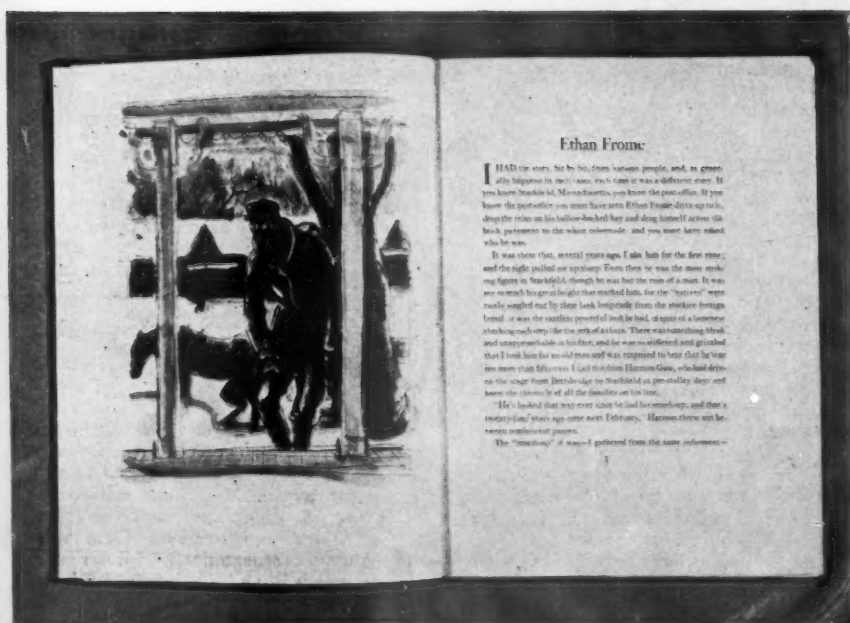 Ethan Frome
I HAD the story, bit by bit, from various people, and, as gener-
ally happens in such cases, each time it was a different story. If
you know Starkfield, Massachusetts, you know the post-office. If you
know the post-office you must have seen Ethan Frome drive up to it,
drop the reins on his hollow-backed bay and drag himself across the
brick pavement to the white colonnade; and you must have asked
who he was.
It was there that, several years ago, I saw him for the first time;
and the sight pulled me up sharp. Even then he was the most strik-
ing figure in Starkfield, though he was but the ruin of a man. It was
not so much his great height that marked him, for the "natives" were
easily singled out by their lank longitude from the stockier foreign
breed: it was the careless powerful look he had, in spite of a lameness
checking each step like the jerk of a chain. There was something bleak
and unapproachable in his face, and he was so stiffened and grizzled
that I took him for an old man and was surprised to hear that he was
not more than fifty-two. I had this from Harmon Gow, who had driv-
en the stage from Bettsbridge to Starkfield in pre-trolley days and
knew the chronicle of all the families on his line.
"He's looked that way ever since he had his smash-up; and that's
twenty-four years ago come next February," Harmon threw out be-
tween reminiscent pauses.
The "smash-up" it was—I gathered from the same informant—